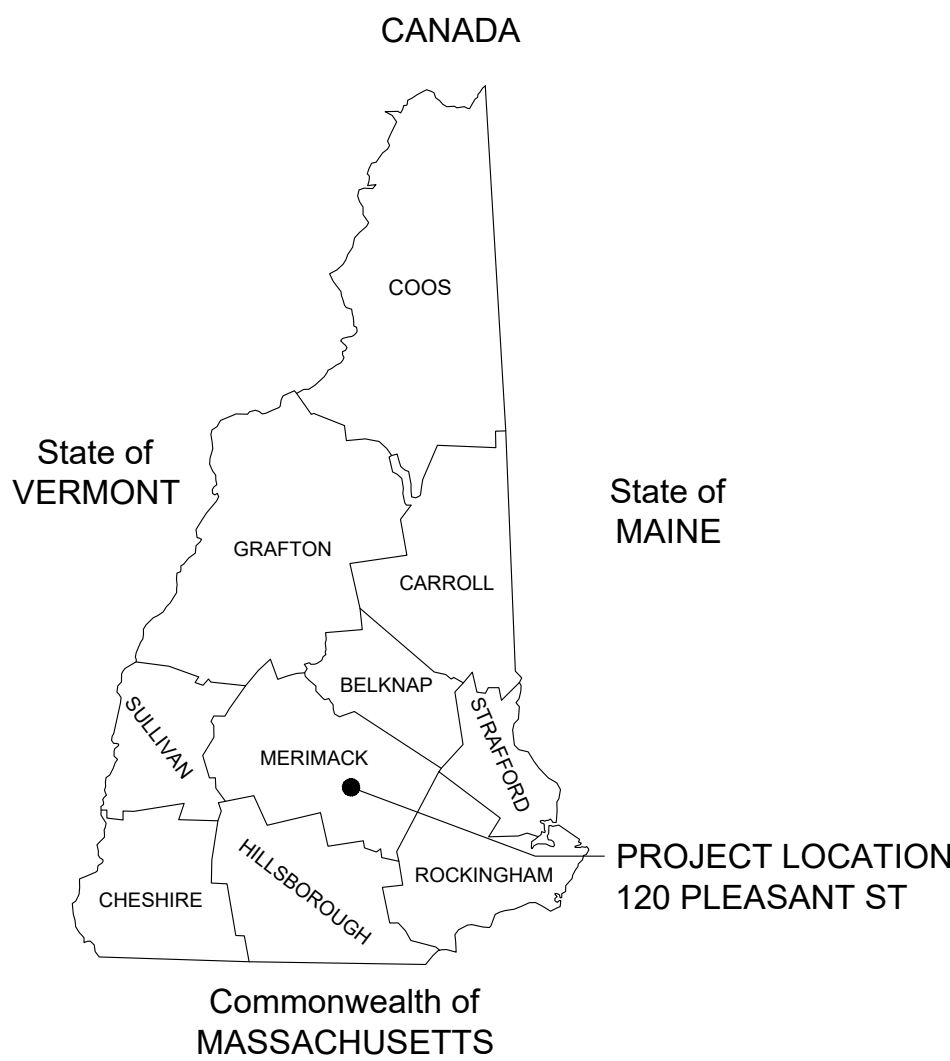 CANADA
COOS
State of
VERMONT
State of
MAINE
GRAFTON
CARROLL
BELKNAP
SULLIVAN
STRAFFORD
MERIMACK
HILLSBOROUGH
ROCKINGHAM
PROJECT LOCATION
120 PLEASANT ST
CHESHIRE
Commonwealth of
MASSACHUSETTS